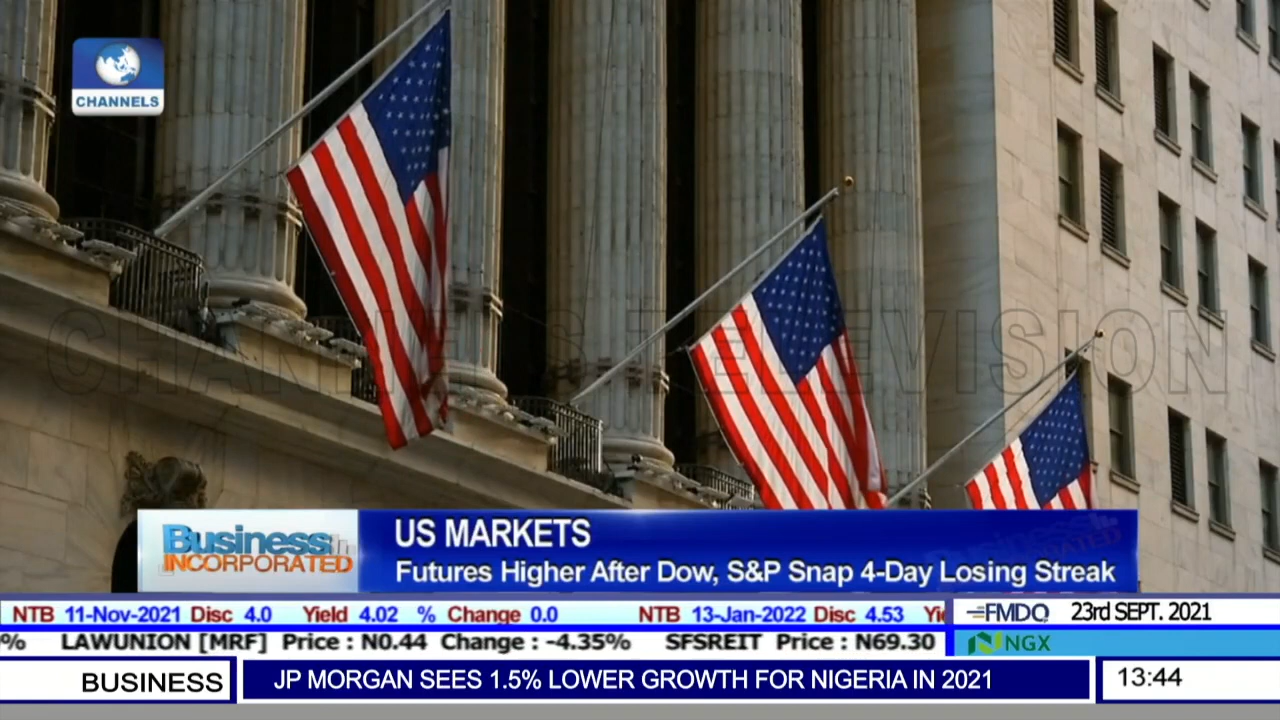 CHANNELS
CHANNELS TELEVISION
Business
INCORPORATED
US MARKETS
Futures Higher After Dow, S&P Snap 4-Day Losing Streak
NTB 11-Nov-2021 Disc 4.0 Yield 4.02 % Change 0.0 NTB 13-Jan-2022 Disc 4.53
FMDQ 23rd SEPT. 2021
% LAWUNION [MRF] Price : N0.44 Change : -4.35% SFSREIT Price : N69.30
NGX
BUSINESS
JP MORGAN SEES 1.5% LOWER GROWTH FOR NIGERIA IN 2021
13:44